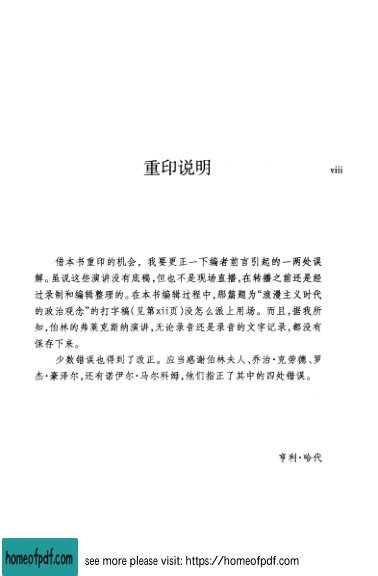 重印说明
viii
借本书重印的机会，我要更正一下编者前言引起的一两处误
解。虽说这些演讲没有底稿，但也不是现场直播，在转播之前还是经
过录制和编辑整理的。在本书编辑过程中，那篇题为“浪漫主义时代
的政治观念”的打字稿(见第xii页)没怎么派上用场。而且，据我所
知，伯林的弗莱克斯纳演讲，无论录音还是录音的文字记录，都没有
保存下来。
少数错误也得到了改正。应当感谢伯林夫人、乔治·克劳德、罗
杰·豪泽尔，还有诺伊尔·马尔科姆，他们指正了其中的四处错误。
亨利·哈代
homeofpdf.com
see more please visit: https://homeofpdf.com